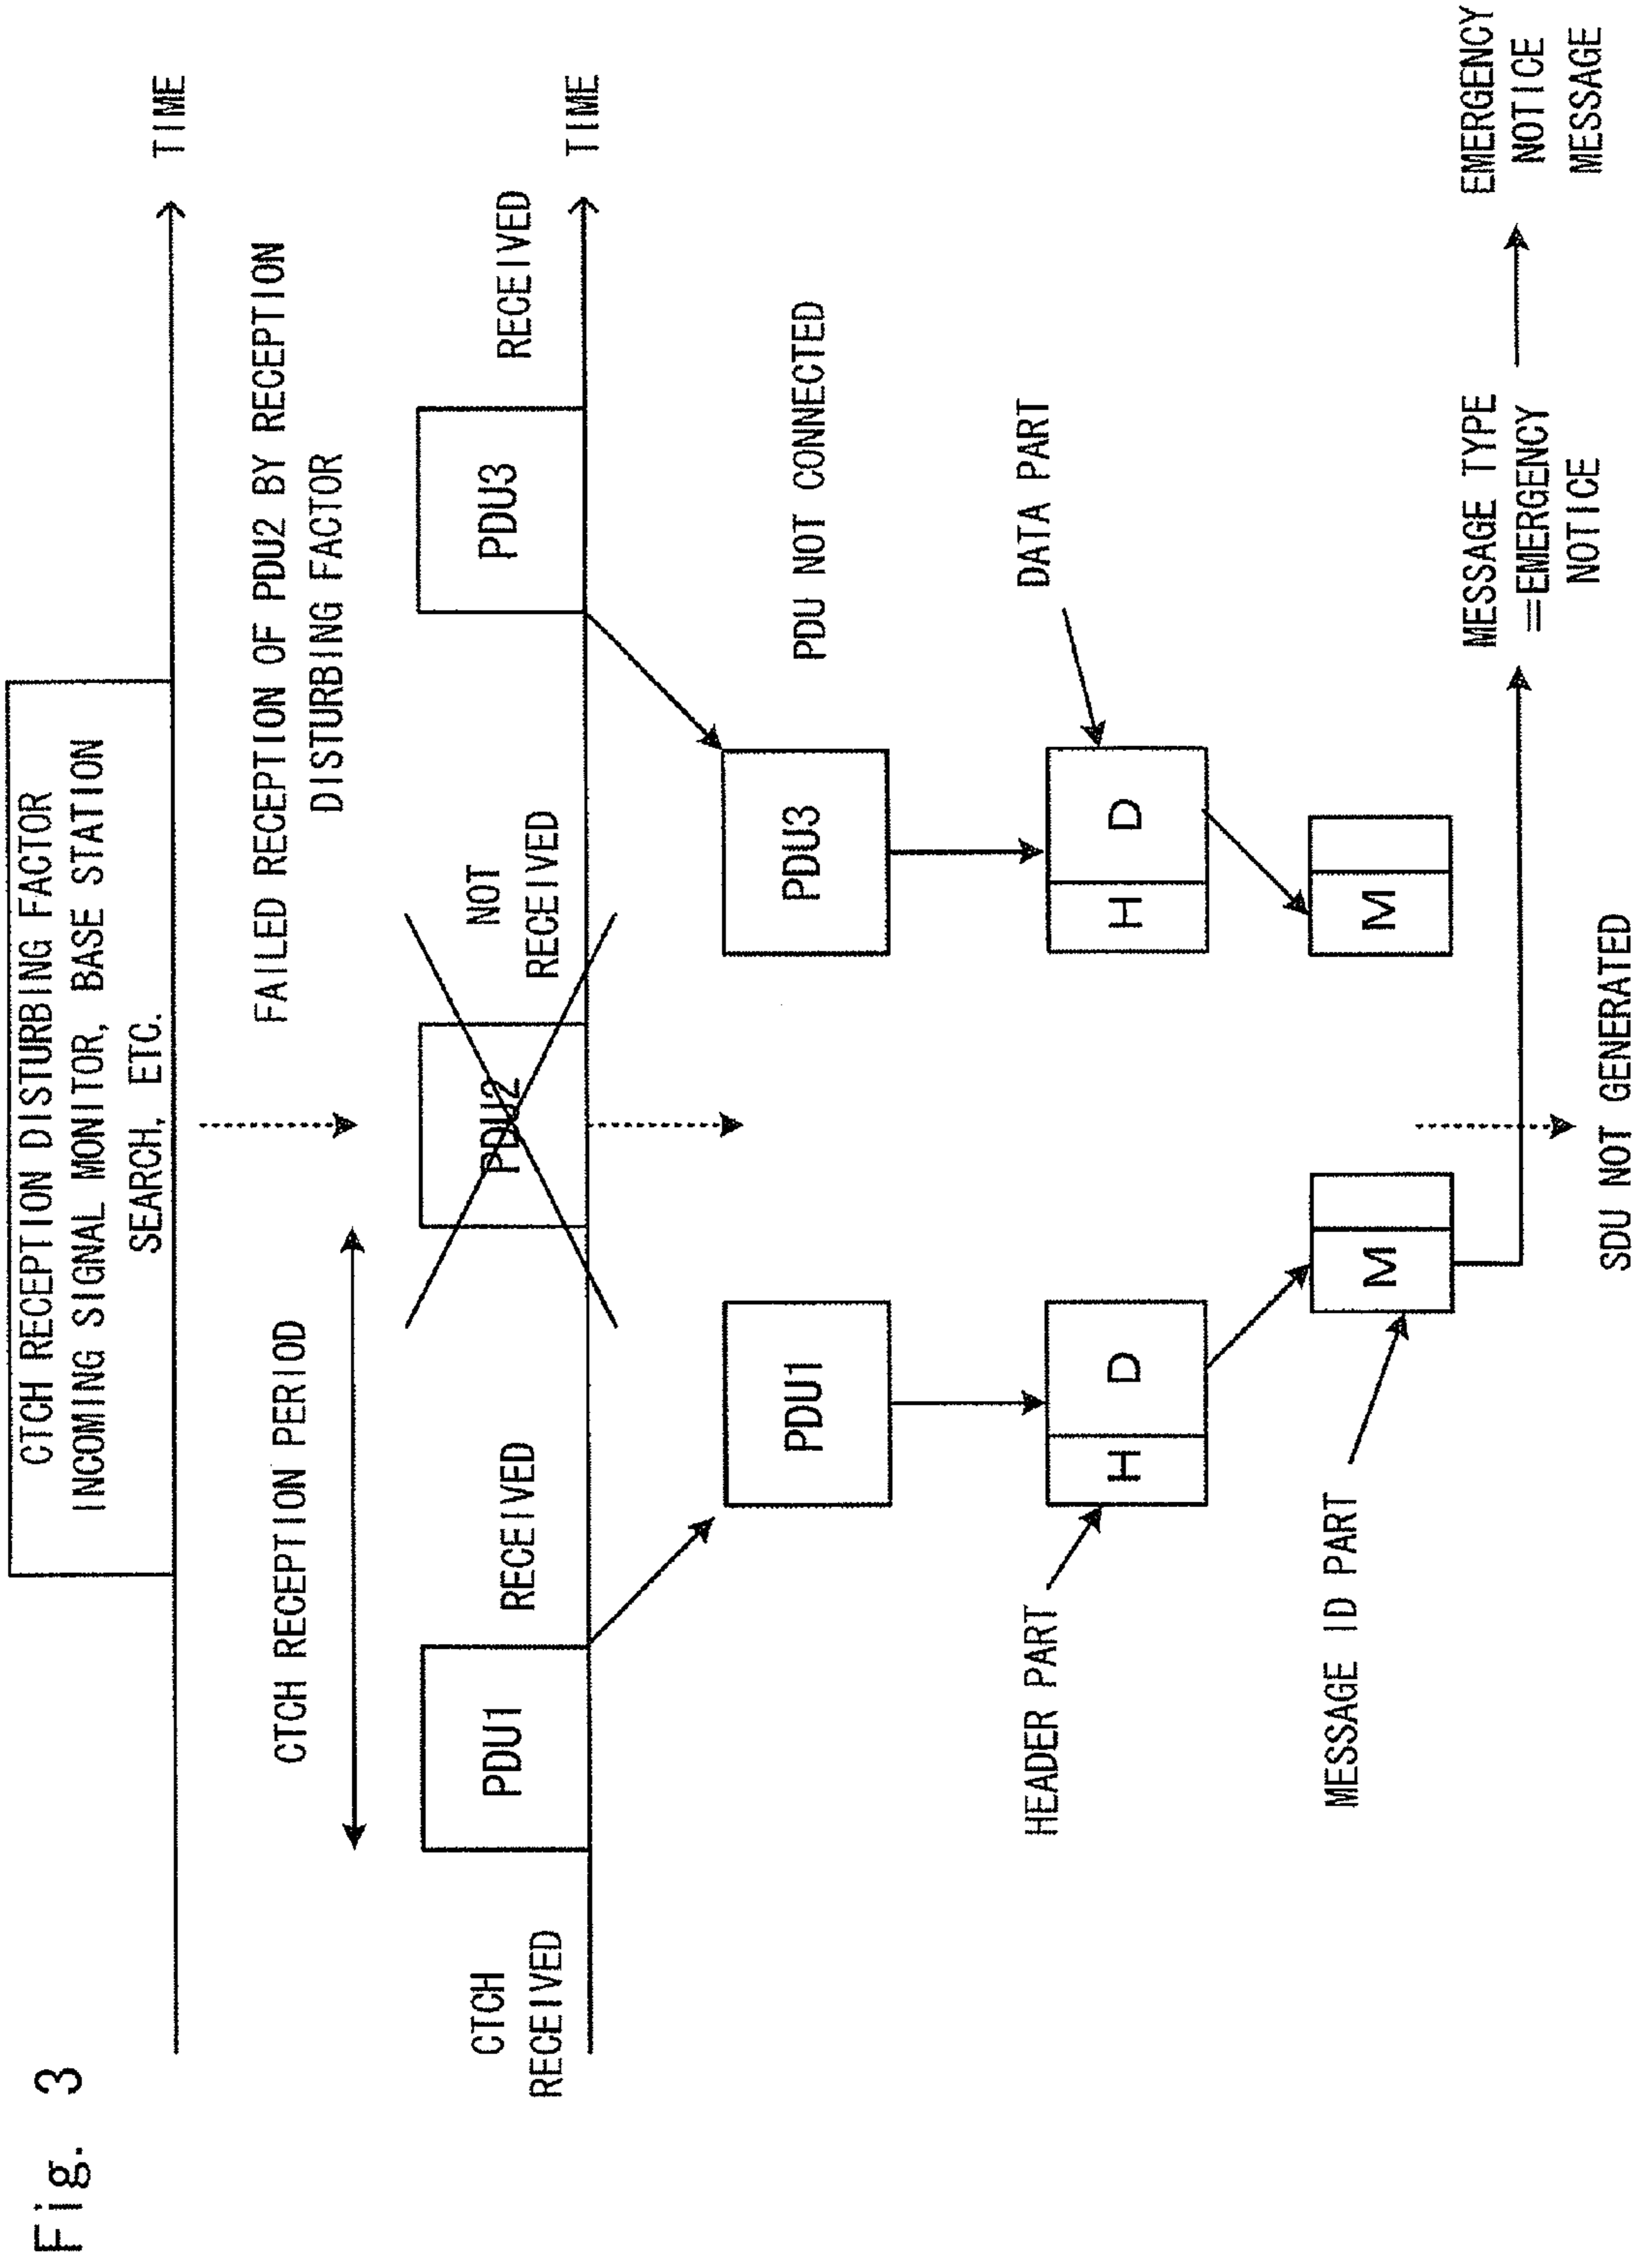 Fig. 3
CTCH RECEPTION DISTURBING FACTOR
INCOMING SIGNAL MONITOR, BASE STATION
SEARCH, ETC.
TIME
CTCH RECEPTION PERIOD
FAILED RECEPTION OF PDU2 BY RECEPTION
DISTURBING FACTOR
CTCH
RECEIVED
PDU1
RECEIVED
PDU2
NOT
RECEIVED
PDU3
RECEIVED
TIME
PDU1
PDU3
PDU NOT CONNECTED
HEADER PART
H
D
H
D
DATA PART
MESSAGE ID PART
M
M
SDU NOT GENERATED
MESSAGE TYPE
=EMERGENCY
NOTICE
EMERGENCY
NOTICE
MESSAGE